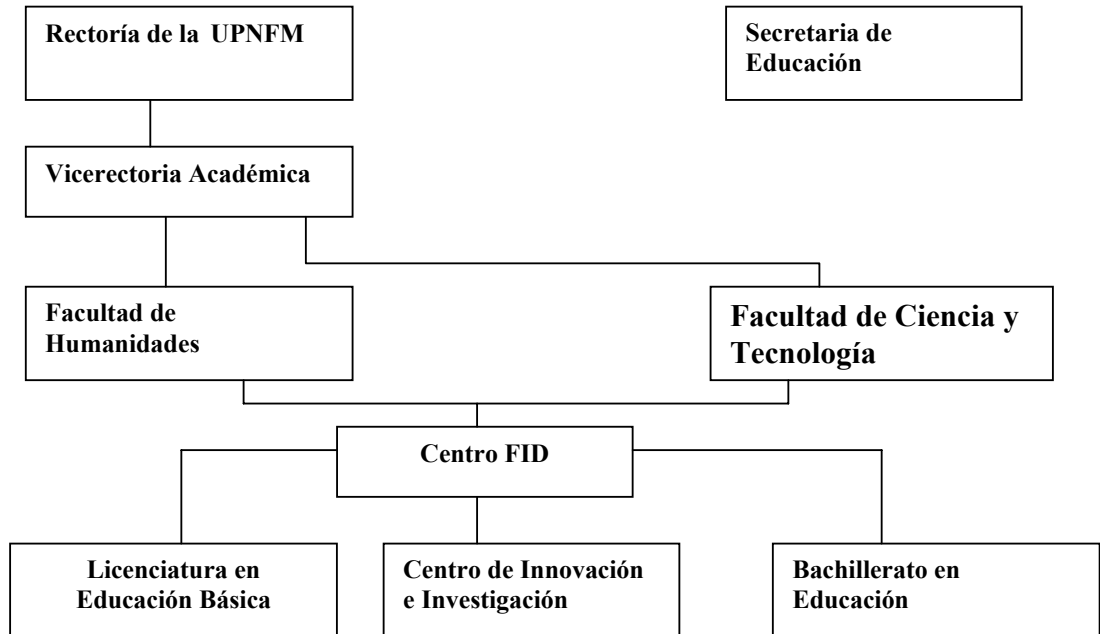 Rectoría de la UPNFM
Secretaria de
Educación
Vicerectoria Académica
Facultad de
Humanidades
Facultad de Ciencia y
Tecnología
Centro FID
Licenciatura en
Educación Básica
Centro de Innovación
e Investigación
Bachillerato en
Educación